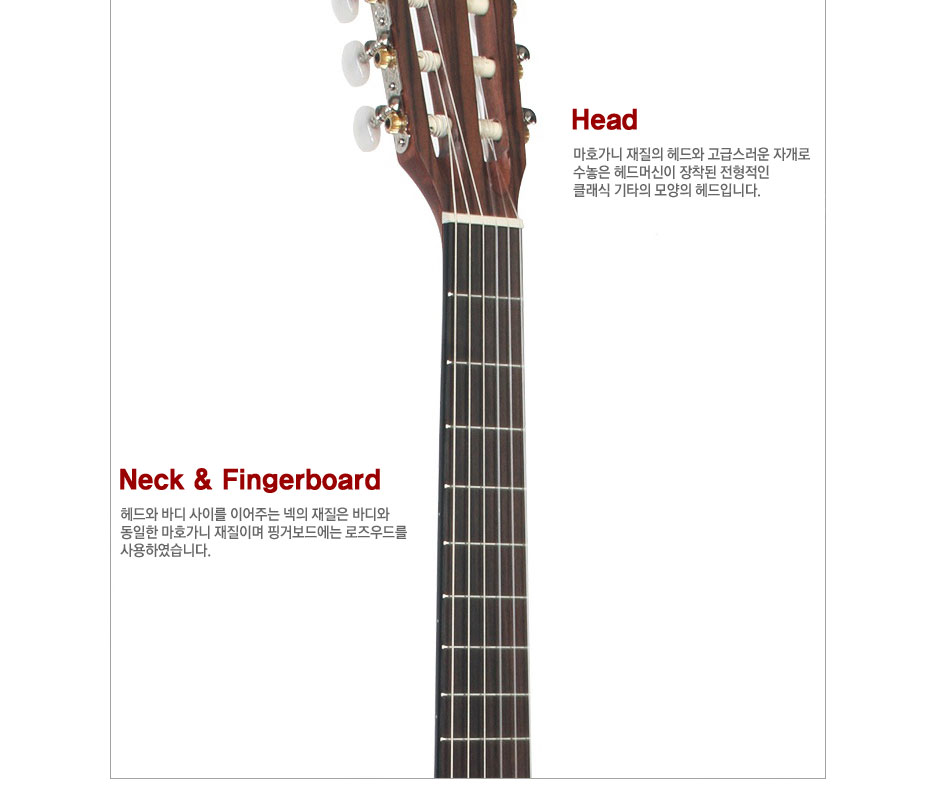 Head
마호가니 재질의 헤드와 고급스러운 자개로
수놓은 헤드머신이 장착된 전형적인
클래식 기타의 모양의 헤드입니다.
Neck & Fingerboard
헤드와 바디 사이를 이어주는 넥의 재질은 바디와
동일한 마호가니 재질이며 핑거보드에는 로즈우드를
사용하였습니다.